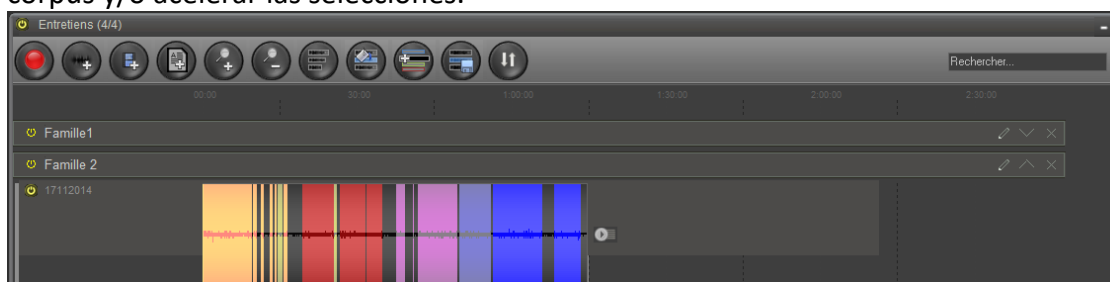 corpus y/o acelerar las selecciones.
Entretiens (4/4)
Rechercher...
00:00 30:00 1:00:00 1:30:00 2:00:00 2:30:00
Famille1
Famille 2
17112014